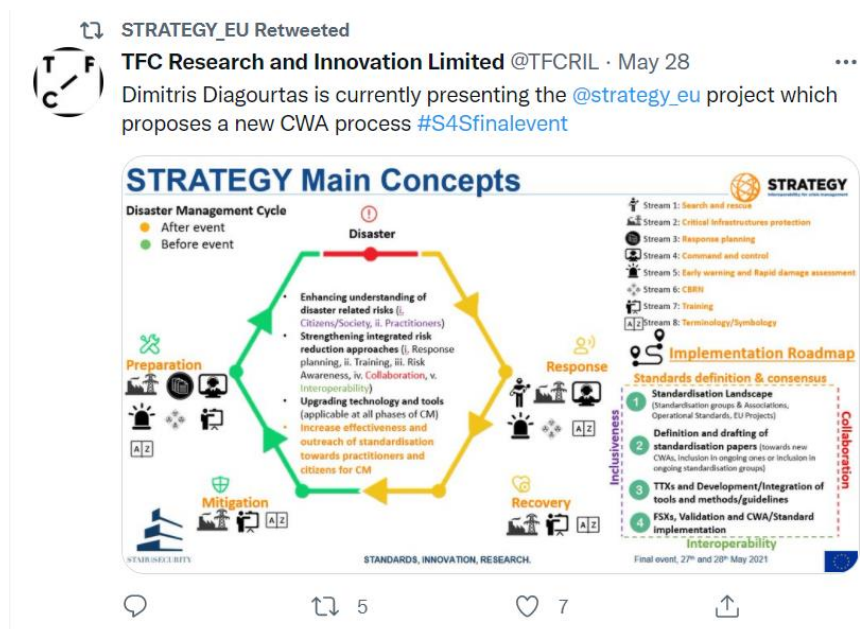 STRATEGY_EU Retweeted
TFC Research and Innovation Limited @TFCRIL · May 28
Dimitris Diagourtas is currently presenting the @strategy_eu project which
proposes a new CWA process #S4Sfinalevent
T F
C
STRATEGY Main Concepts
STRATEGY
Disaster Management Cycle
After event
Before event
Disaster
Stream 1: Search and rescue
Stream 2: Critical Infrastructures protection
Stream 3: Response planning
Stream 4: Command and control
Stream 5: Early warning and Rapid damage assessment
Stream 6: CBRN
Stream 7: Training
A Z Stream 8: Terminology/Symbology
• Enhancing understanding of
disaster related risks (i.
Citizens/Society, ii. Practitioners)
• Strengthening integrated risk
reduction approaches (i. Response
planning, ii. Training, iii. Risk
Awareness, iv. Collaboration, v.
Interoperability)
• Upgrading technology and tools
(applicable at all phases of CM)
• Increase effectiveness and
outreach of standardisation
towards practitioners and
citizens for CM
Preparation
A Z
Response
A Z
Mitigation
A Z
Recovery
A Z
Implementation Roadmap
Standards definition & consensus
Inclusiveness
Collaboration
1 Standardisation Landscape
(Standardisation groups & Associations,
Operational Standards, EU Projects)
2 Definition and drafting of
standardisation papers (towards new
CWAs, inclusion in ongoing ones or inclusion in
ongoing standardisation groups)
3 TTXs and Development/Integration of
tools and methods/guidelines
4 FSXs, Validation and CWA/Standard
implementation
Interoperability
STANDARDS, INNOVATION, RESEARCH.
Final event, 27th and 28th May 2021
5
7